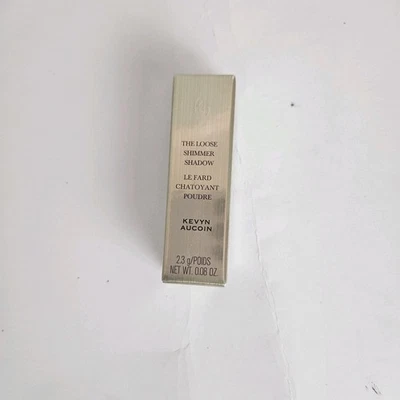 THE LOOSE
SHIMMER
SHADOW
LE FARD
CHATOYANT
POUDRE
KEVYN
AUCOIN
2.3 g/POIDS
NET WT. 0.08 OZ.